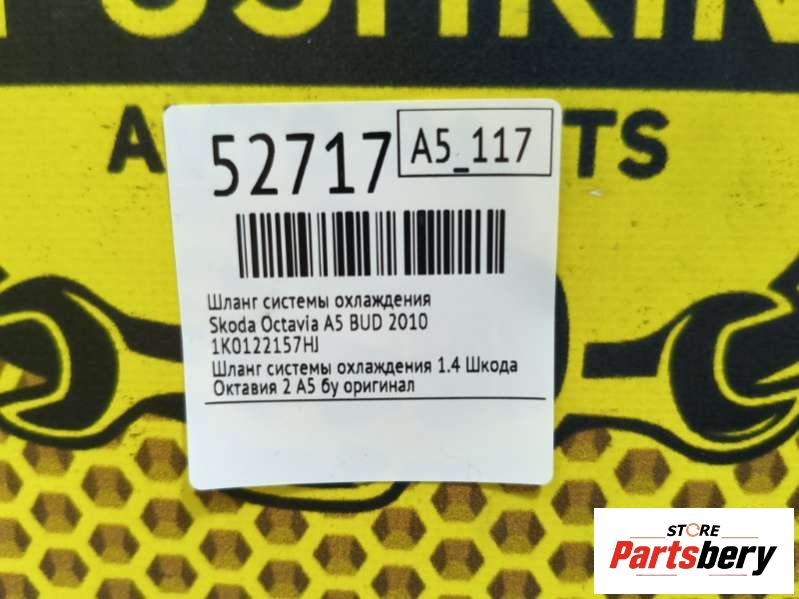 52717
A5_117
Шланг системы охлаждения
Skoda Octavia A5 BUD 2010
1K0122157HJ
Шланг системы охлаждения 1.4 Шкода
Октавия 2 А5 бу оригинал
STORE
Partsbery